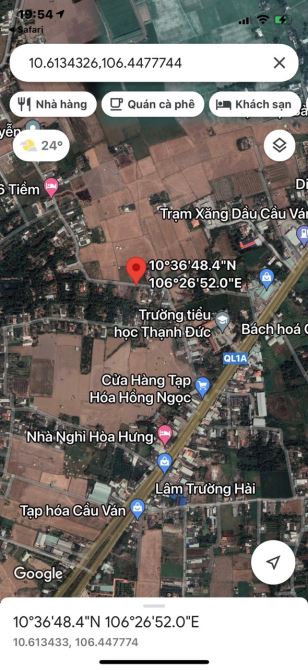 19:54
Safari
10.6134326,106.4477744
Nhà hàng
Quán cà phê
Khách sạn
24°
Tiềm
Trạm Xăng Dầu Cầu Ván
10°36'48.4"N
106°26'52.0"E
Trường tiểu
học Thạnh Đức
Bách hoá
QL1A
Cửa Hàng Tạp
Hóa Hồng Ngọc
Nhà Nghỉ Hòa Hưng
Lâm Trường Hải
Tạp hóa Cầu Ván
Google
10°36'48.4"N 106°26'52.0"E
10.613433, 106.447774